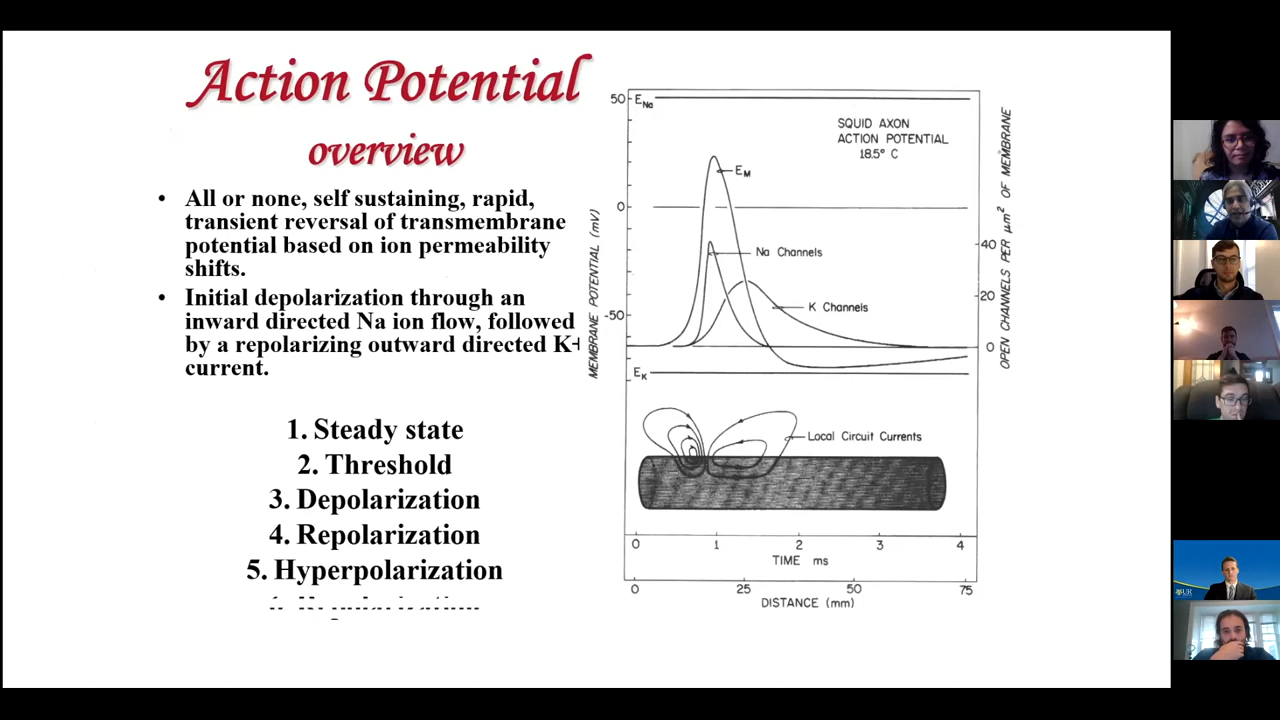 Action Potential
overview
• All or none, self sustaining, rapid,
transient reversal of transmembrane
potential based on ion permeability
shifts.
• Initial depolarization through an
inward directed Na ion flow, followed
by a repolarizing outward directed K+
current.
1. Steady state
2. Threshold
3. Depolarization
4. Repolarization
5. Hyperpolarization
50
E_Na
SQUID AXON
ACTION POTENTIAL
18.5° C
E_M
0
Na Channels
40
K Channels
20
-50
0
E_K
MEMBRANE POTENTIAL (mV)
OPEN CHANNELS PER μm² OF MEMBRANE
Local Circuit Currents
0 1 2 3 4
TIME ms
0 25 50 75
DISTANCE (mm)
UR